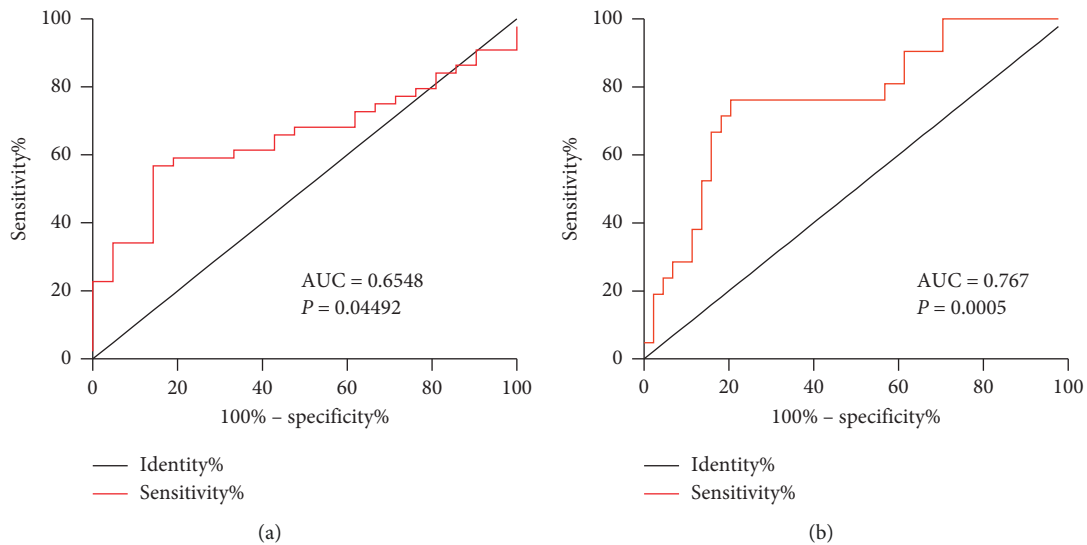 100
80
60
40
20
0
Sensitivity%
AUC = 0.6548
P = 0.04492
0 20 40 60 80 100
100% – specificity%
Identity%
Sensitivity%
(a)
100
80
60
40
20
0
Sensitivity%
AUC = 0.767
P = 0.0005
0 20 40 60 80 100
100% – specificity%
Identity%
Sensitivity%
(b)